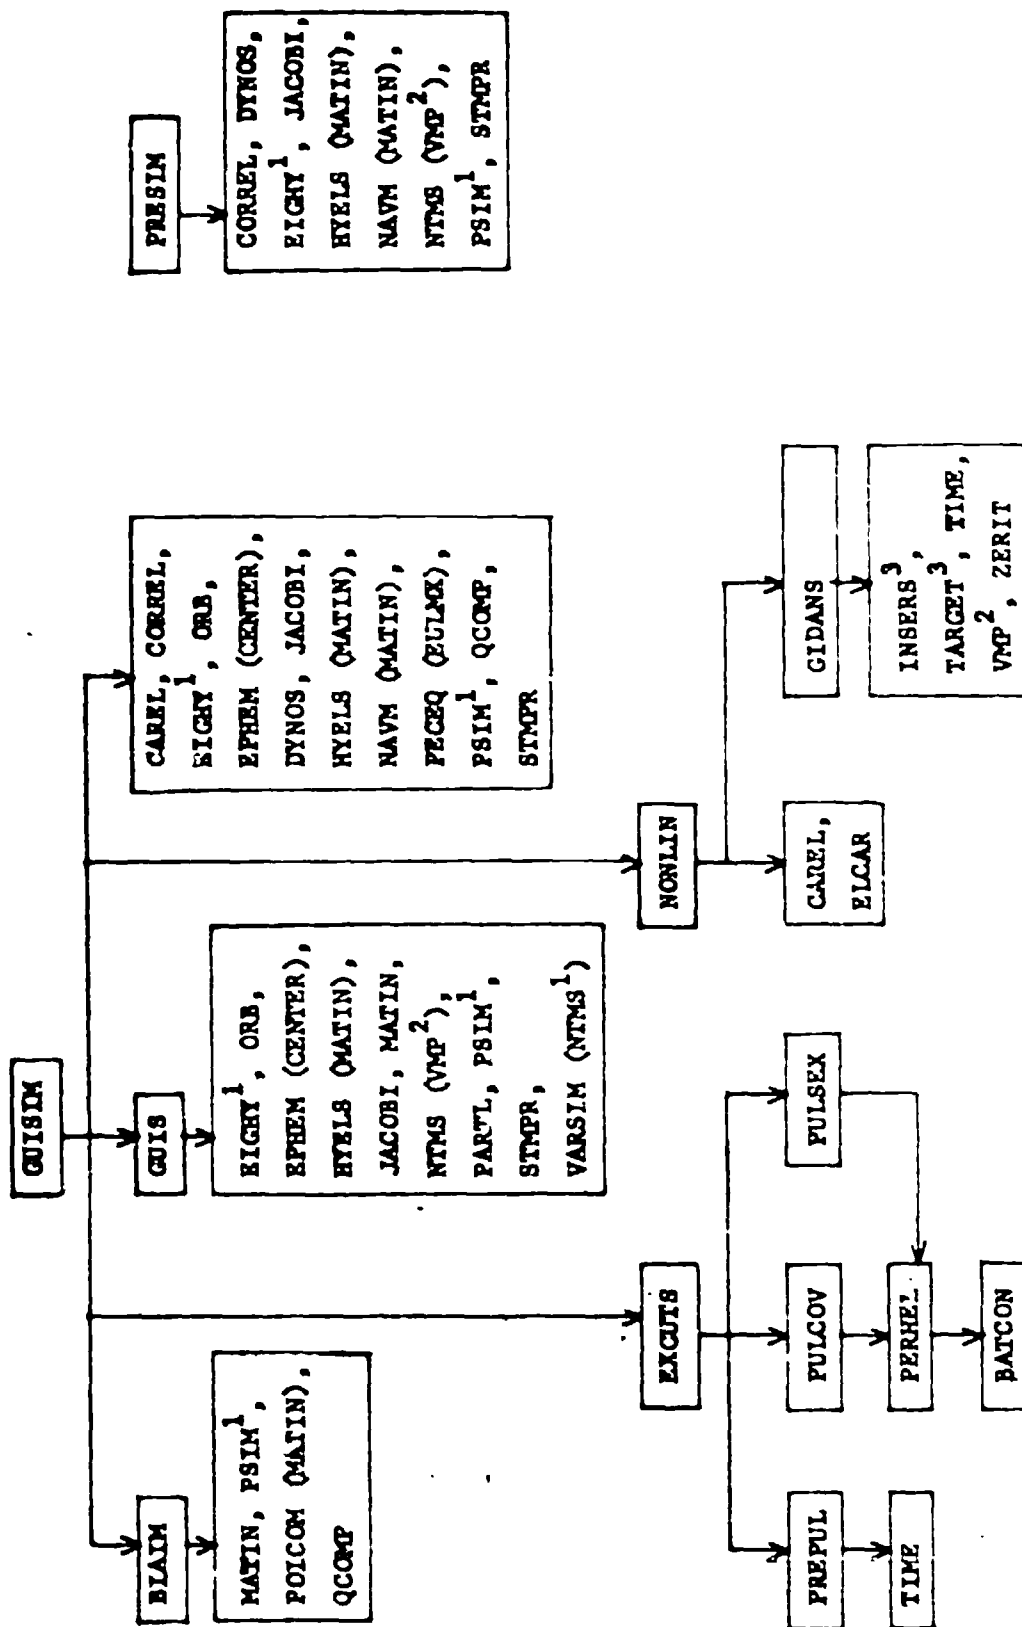 GUISIM
BIAIM
MATIN, PSIM¹,
POICOM (MATIN),
QCOMP
GUIS
EIGHY¹, ORB,
EPHEM (CENTER),
HYELS (MATIN),
JACOBI, MATIN,
NTMS (VMP²),
PARTL, PSIM¹,
STMPR,
VARSIM (NTMS¹)
CAREL, CORREL,
EIGHY¹, ORB,
EPHEM (CENTER),
DYNOS, JACOBI,
HYELS (MATIN),
NAVM (MATIN),
PECEQ (EULMX),
PSIM¹, QCOMP,
STMPR
PRESIM
CORREL, DYNOS,
EIGHY¹, JACOBI,
HYELS (MATIN),
NAVM (MATIN),
NTMS (VMP²),
PSIM¹, STMPR
EXCUTS
PREPUL
TIME
PULCOV
PERHEL
BATCON
PULSEX
NONLIN
CAREL,
ELCAR
GIDANS
INSERS³,
TARGET³, TIME,
VMP², ZERIT